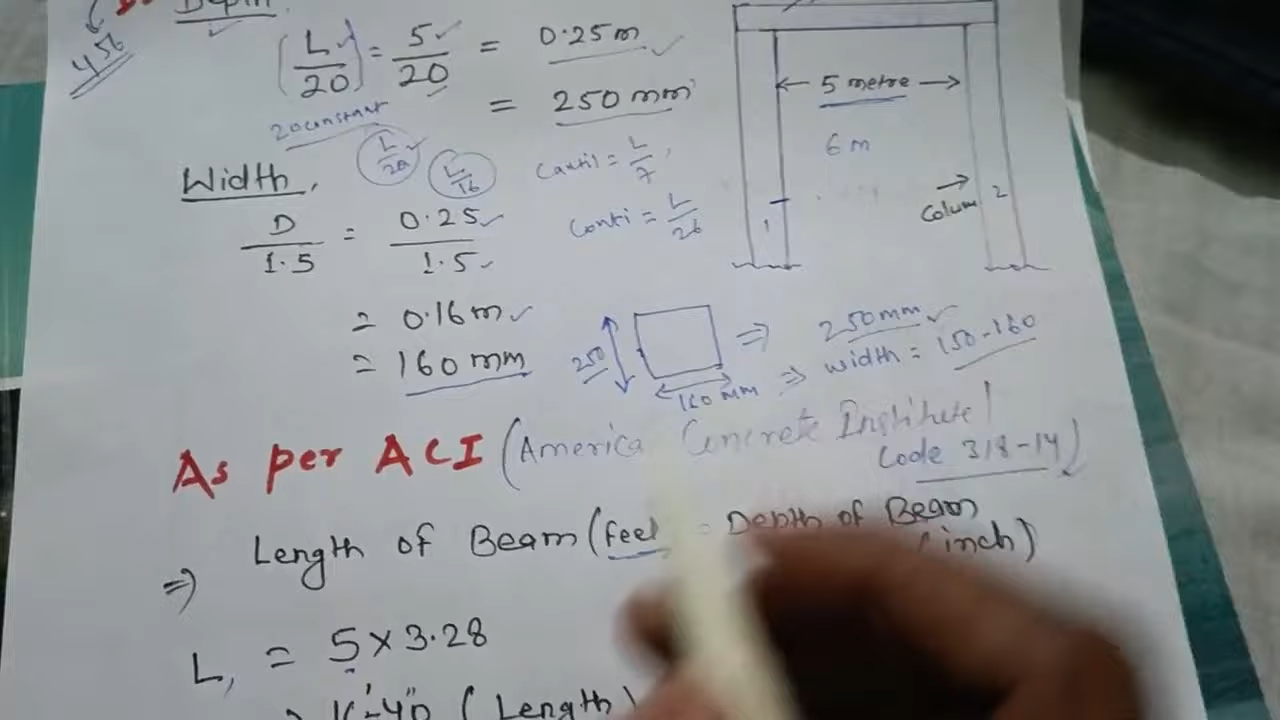 Depth.
456
L/20 = 5/20 = 0.25m
= 250 mm
20 constant
L/20
L/16
Cantil = L/7,
Conti = L/26
5 metre
6 m
Colum
1
2
Width,
D/1.5 = 0.25/1.5
= 0.16m
= 160 mm
250
160 mm
⇒ 250mm
⇒ width = 150-160
As per ACI (America Concrete Institute)
Code 318-14)
⇒ Length of Beam (feet = Depth of Beam
(inch)
L, = 5×3.28
(Length)